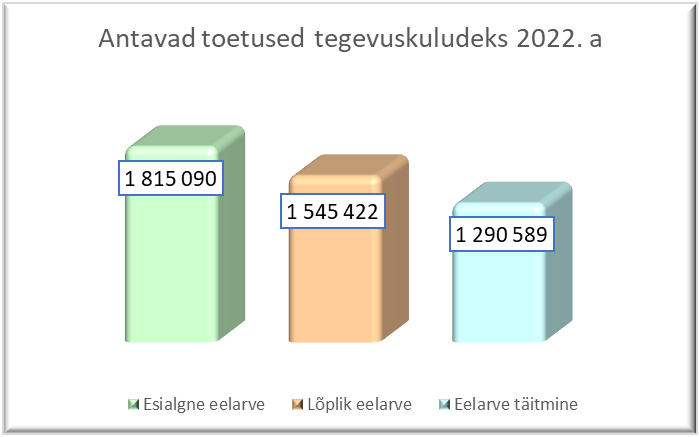 Antavad toetused tegevuskuludeks 2022. a
1 815 090
1 545 422
1 290 589
Esialgne eelarve Lõplik eelarve Eelarve täitmine